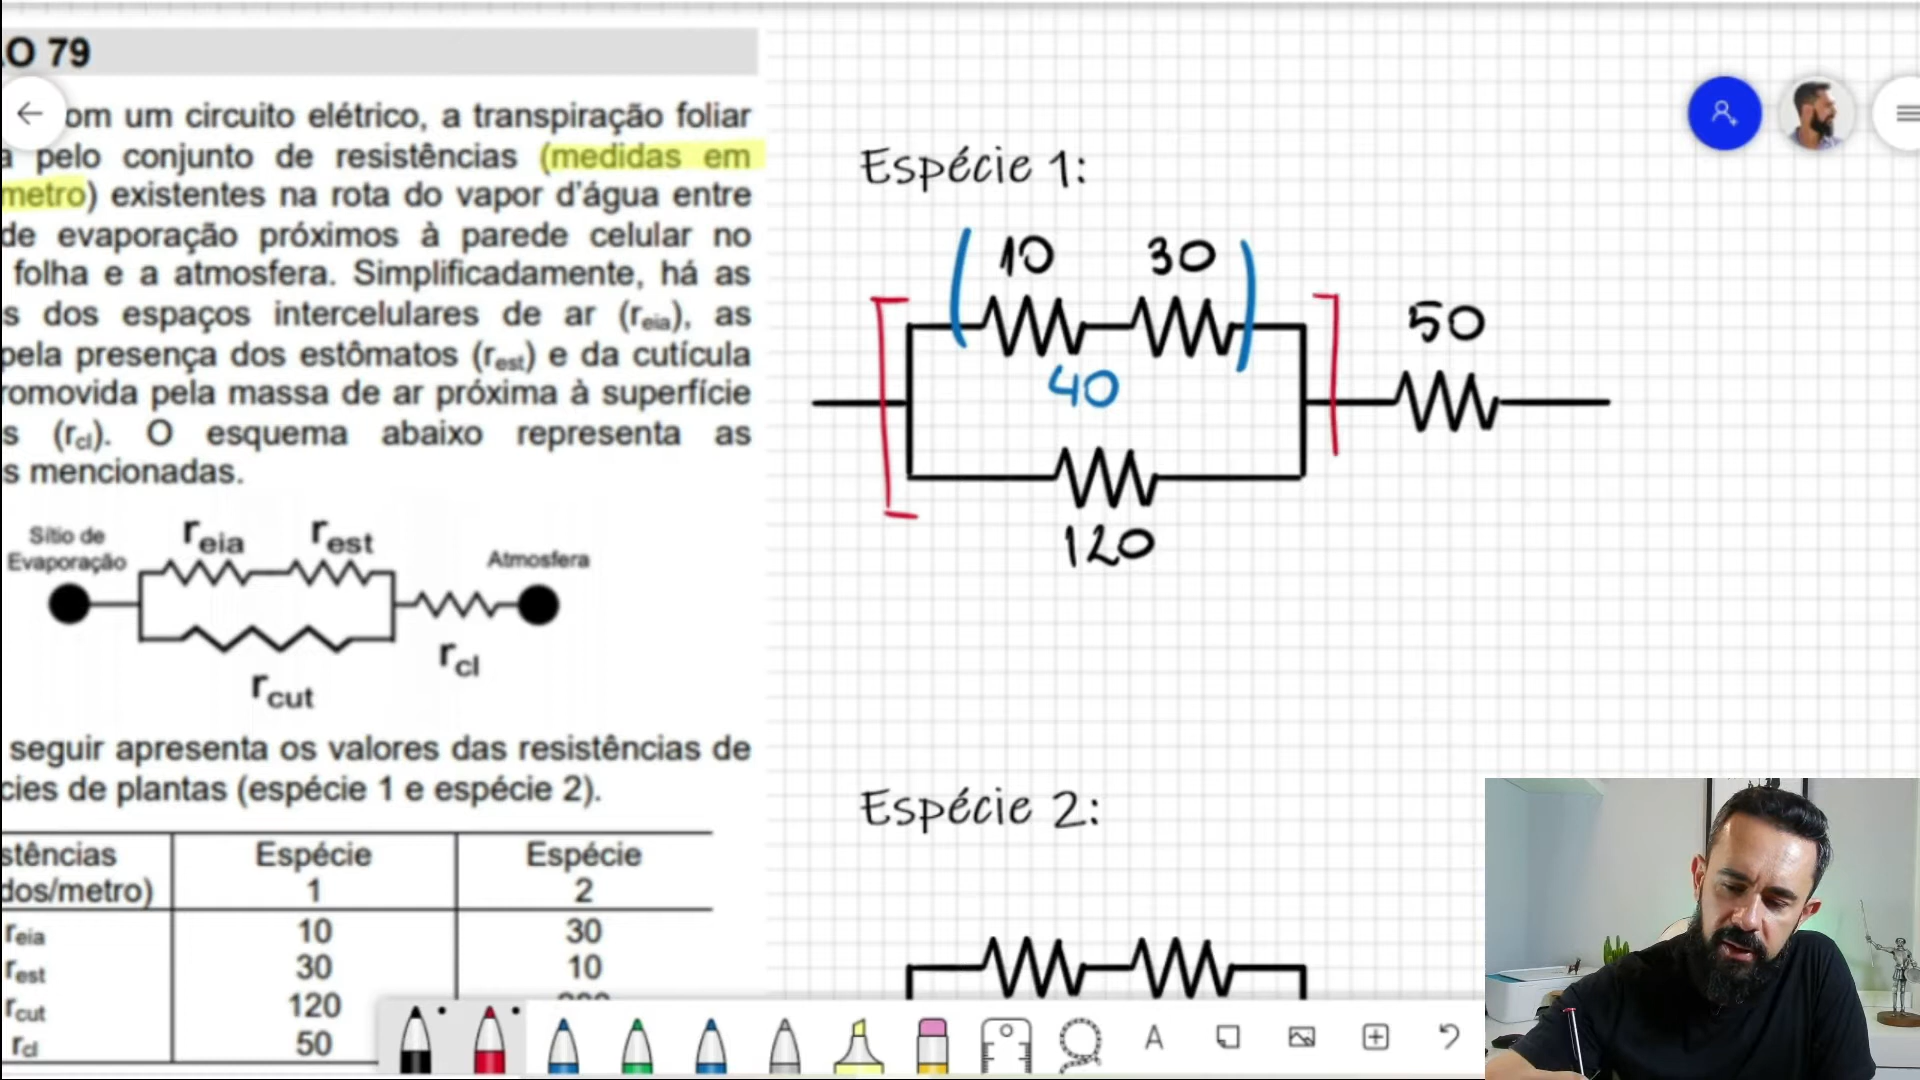 .O 79
om um circuito elétrico, a transpiração foliar
a pelo conjunto de resistências (medidas em
metro) existentes na rota do vapor d'água entre
de evaporação próximos à parede celular no
folha e a atmosfera. Simplificadamente, há as
s dos espaços intercelulares de ar (reia), as
pela presença dos estômatos (rest) e da cutícula
romovida pela massa de ar próxima à superfície
s (rcl). O esquema abaixo representa as
s mencionadas.
Sítio de
Evaporação
reia
rest
Atmosfera
rcl
rcut
seguir apresenta os valores das resistências de
cies de plantas (espécie 1 e espécie 2).
stências Espécie Espécie
dos/metro) 1 2
reia 10 30
rest 30 10
rcut 120
rcl 50
Espécie 1:
10 30
50
40
120
Espécie 2:
A